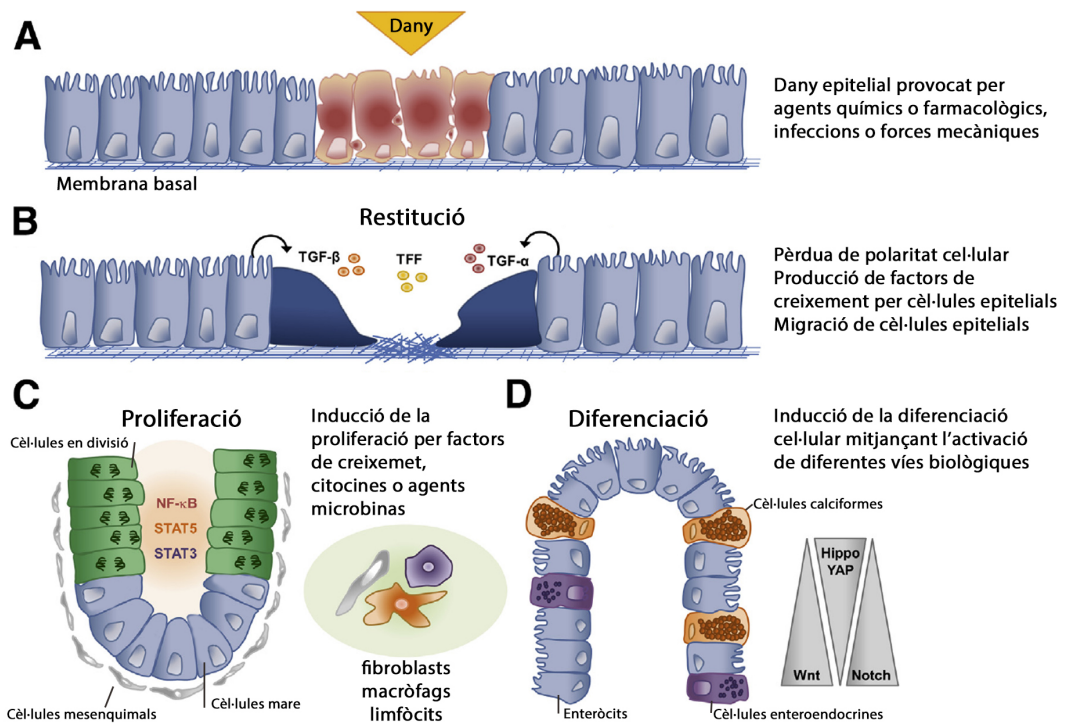 A
Dany
Dany epitelial provocat per
agents químics o farmacològics,
infeccions o forces mecàniques
Membrana basal
B
Restitució
TGF-β
TFF
TGF-α
Pèrdua de polaritat cel·lular
Producció de factors de
creixement per cèl·lules epitelials
Migració de cèl·lules epitelials
C
Proliferació
Cèl·lules en divisió
NF-κB
STAT5
STAT3
Inducció de la
proliferació per factors
de creixemet,
citocines o agents
microbinas
fibroblasts
macròfags
limfòcits
Cèl·lules mesenquimals
Cèl·lules mare
D
Diferenciació
Inducció de la diferenciació
cel·lular mitjançant l'activació
de diferentes víes biològiques
Cèl·lules calciformes
Hippo
YAP
Wnt
Notch
Enteròcits
Cèl·lules enteroendocrines